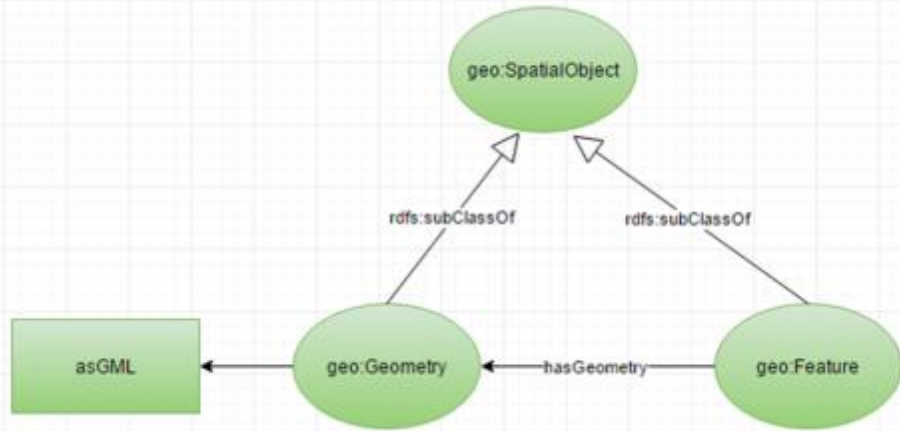 geo:SpatialObject
rdfs:subClassOf
rdfs:subClassOf
asGML
geo:Geometry
hasGeometry
geo:Feature